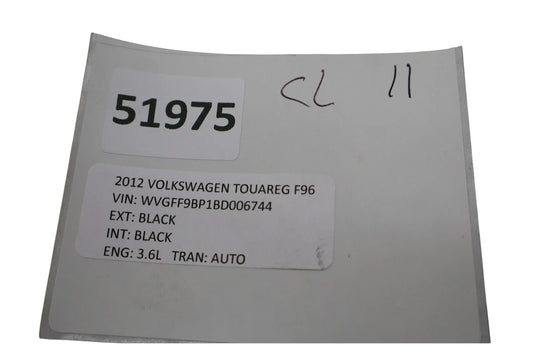 CL 11
51975
2012 VOLKSWAGEN TOUAREG F96
VIN: WVGFF9BP1BD006744
EXT: BLACK
INT: BLACK
ENG: 3.6L TRAN: AUTO